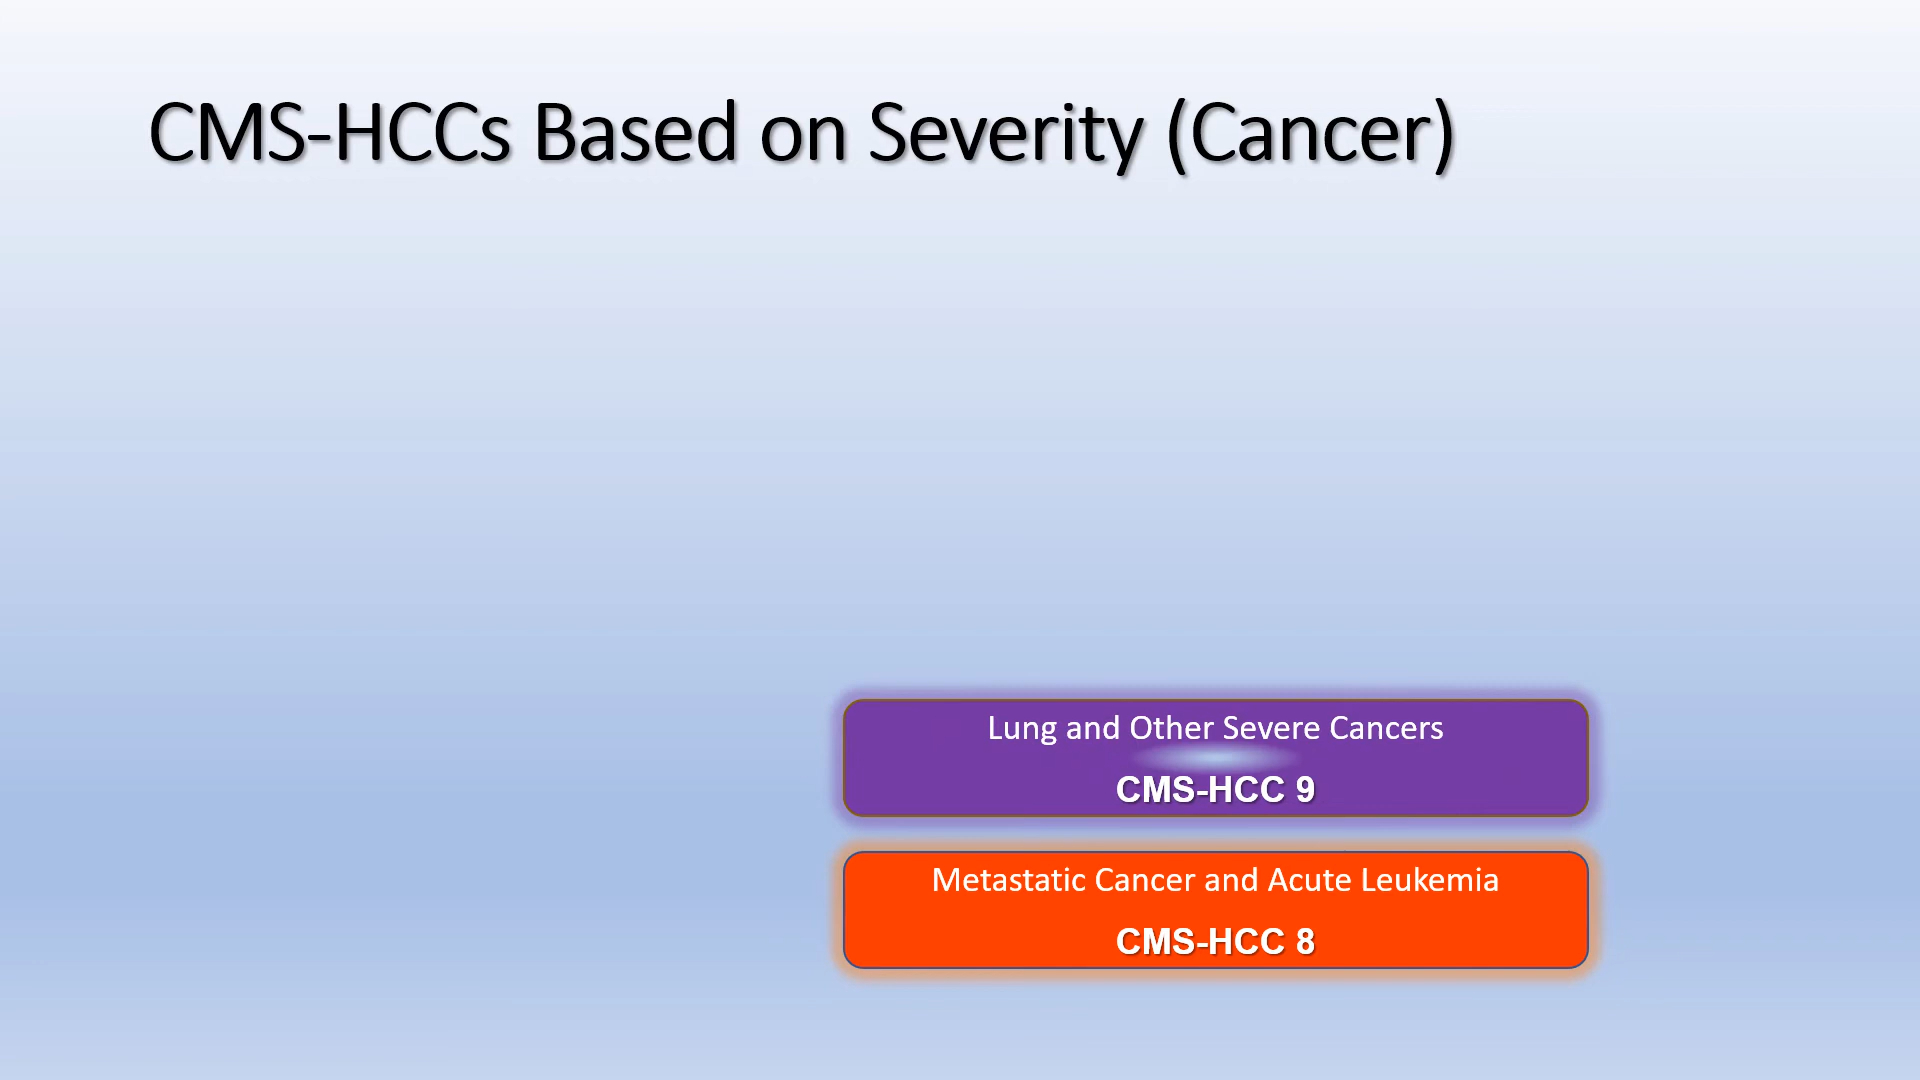 CMS-HCCs Based on Severity (Cancer)
Lung and Other Severe Cancers
CMS-HCC 9
Metastatic Cancer and Acute Leukemia
CMS-HCC 8